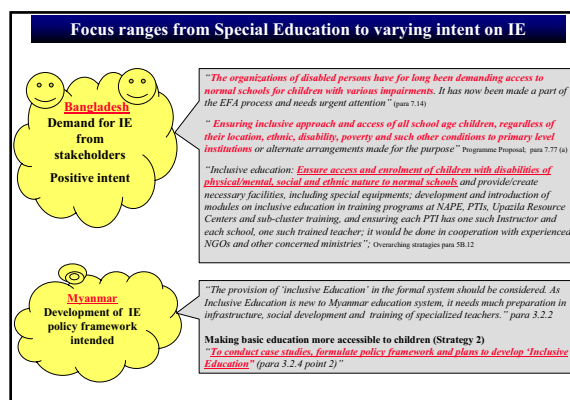 Focus ranges from Special Education to varying intent on IE
Bangladesh
Demand for IE
from
stakeholders
Positive intent
“The organizations of disabled persons have for long been demanding access to
normal schools for children with various impairments. It has now been made a part of
the EFA process and needs urgent attention” (para 7.14)
“ Ensuring inclusive approach and access of all school age children, regardless of
their location, ethnic, disability, poverty and such other conditions to primary level
institutions or alternate arrangements made for the purpose” Programme Proposal; para 7.77 (a)
“Inclusive education: Ensure access and enrolment of children with disabilities of
physical/mental, social and ethnic nature to normal schools and provide/create
necessary facilities, including special equipments; development and introduction of
modules on inclusive education in training programs at NAPE, PTIs, Upazila Resource
Centers and sub-cluster training, and ensuring each PTI has one such Instructor and
each school, one such trained teacher; it would be done in cooperation with experienced
NGOs and other concerned ministries”; Overarching stratagies para 5B.12
Myanmar
Development of IE
policy framework
intended
“The provision of ‘inclusive Education’ in the formal system should be considered. As
Inclusive Education is new to Myanmar education system, it needs much preparation in
infrastructure, social development and training of specialized teachers.” para 3.2.2
Making basic education more accessible to children (Strategy 2)
“To conduct case studies, formulate policy framework and plans to develop ‘Inclusive
Education” (para 3.2.4 point 2)”